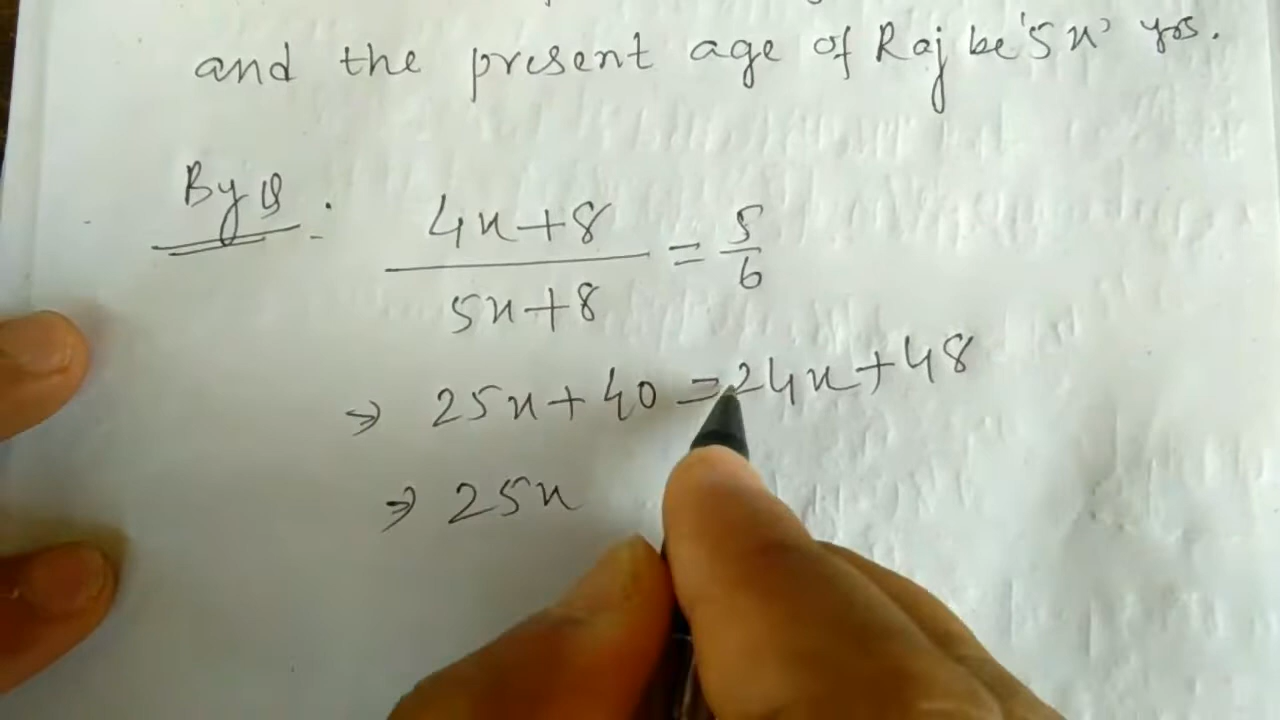 and the present age of Raj be '5x' yrs.
By Q :-
4x+8 / 5x+8 = 5/6
⇒ 25x + 40 = 24x + 48
⇒ 25x